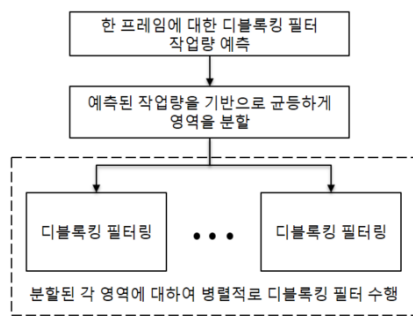 한 프레임에 대한 디블록킹 필터
작업량 예측
예측된 작업량을 기반으로 균등하게
영역을 분할
디블록킹 필터링
• • •
디블록킹 필터링
분할된 각 영역에 대하여 병렬적로 디블록킹 필터 수행